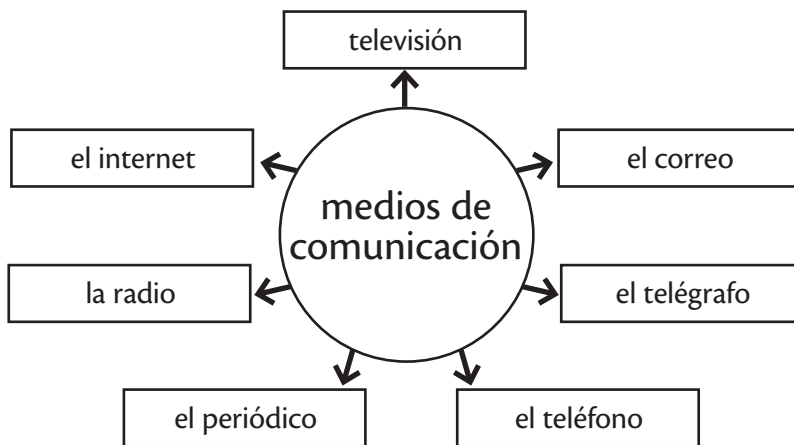 televisión
el internet
el correo
medios de
comunicación
la radio
el telégrafo
el periódico
el teléfono